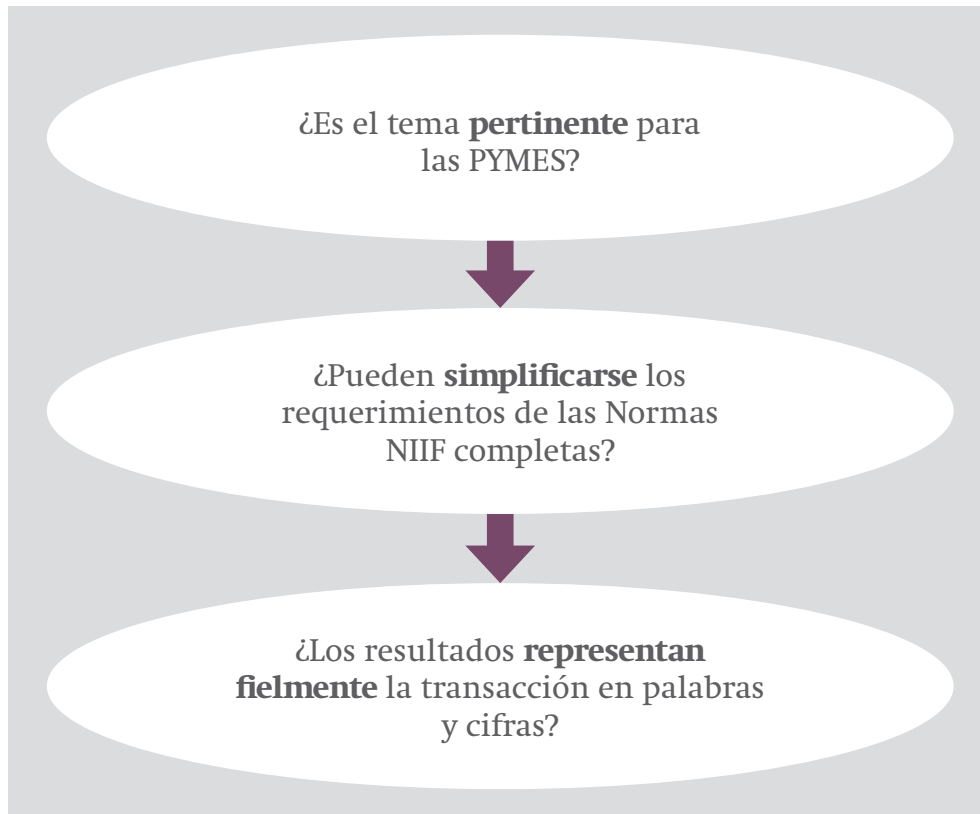 ¿Es el tema pertinente para
las PYMES?
¿Pueden simplificarse los
requerimientos de las Normas
NIIF completas?
¿Los resultados representan
fielmente la transacción en palabras
y cifras?